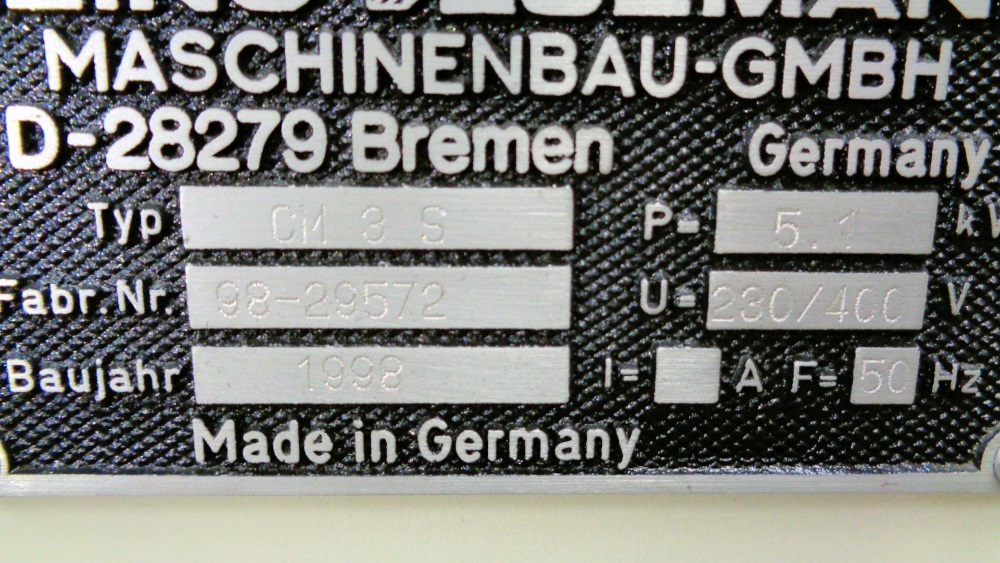 MASCHINENBAU-GMBH
D-28279 Bremen Germany
Typ CM 3 S P= 5.1
Fabr.Nr. 98-29572 U= 230/400 V
Baujahr 1998 I= A F= 50 Hz
Made in Germany